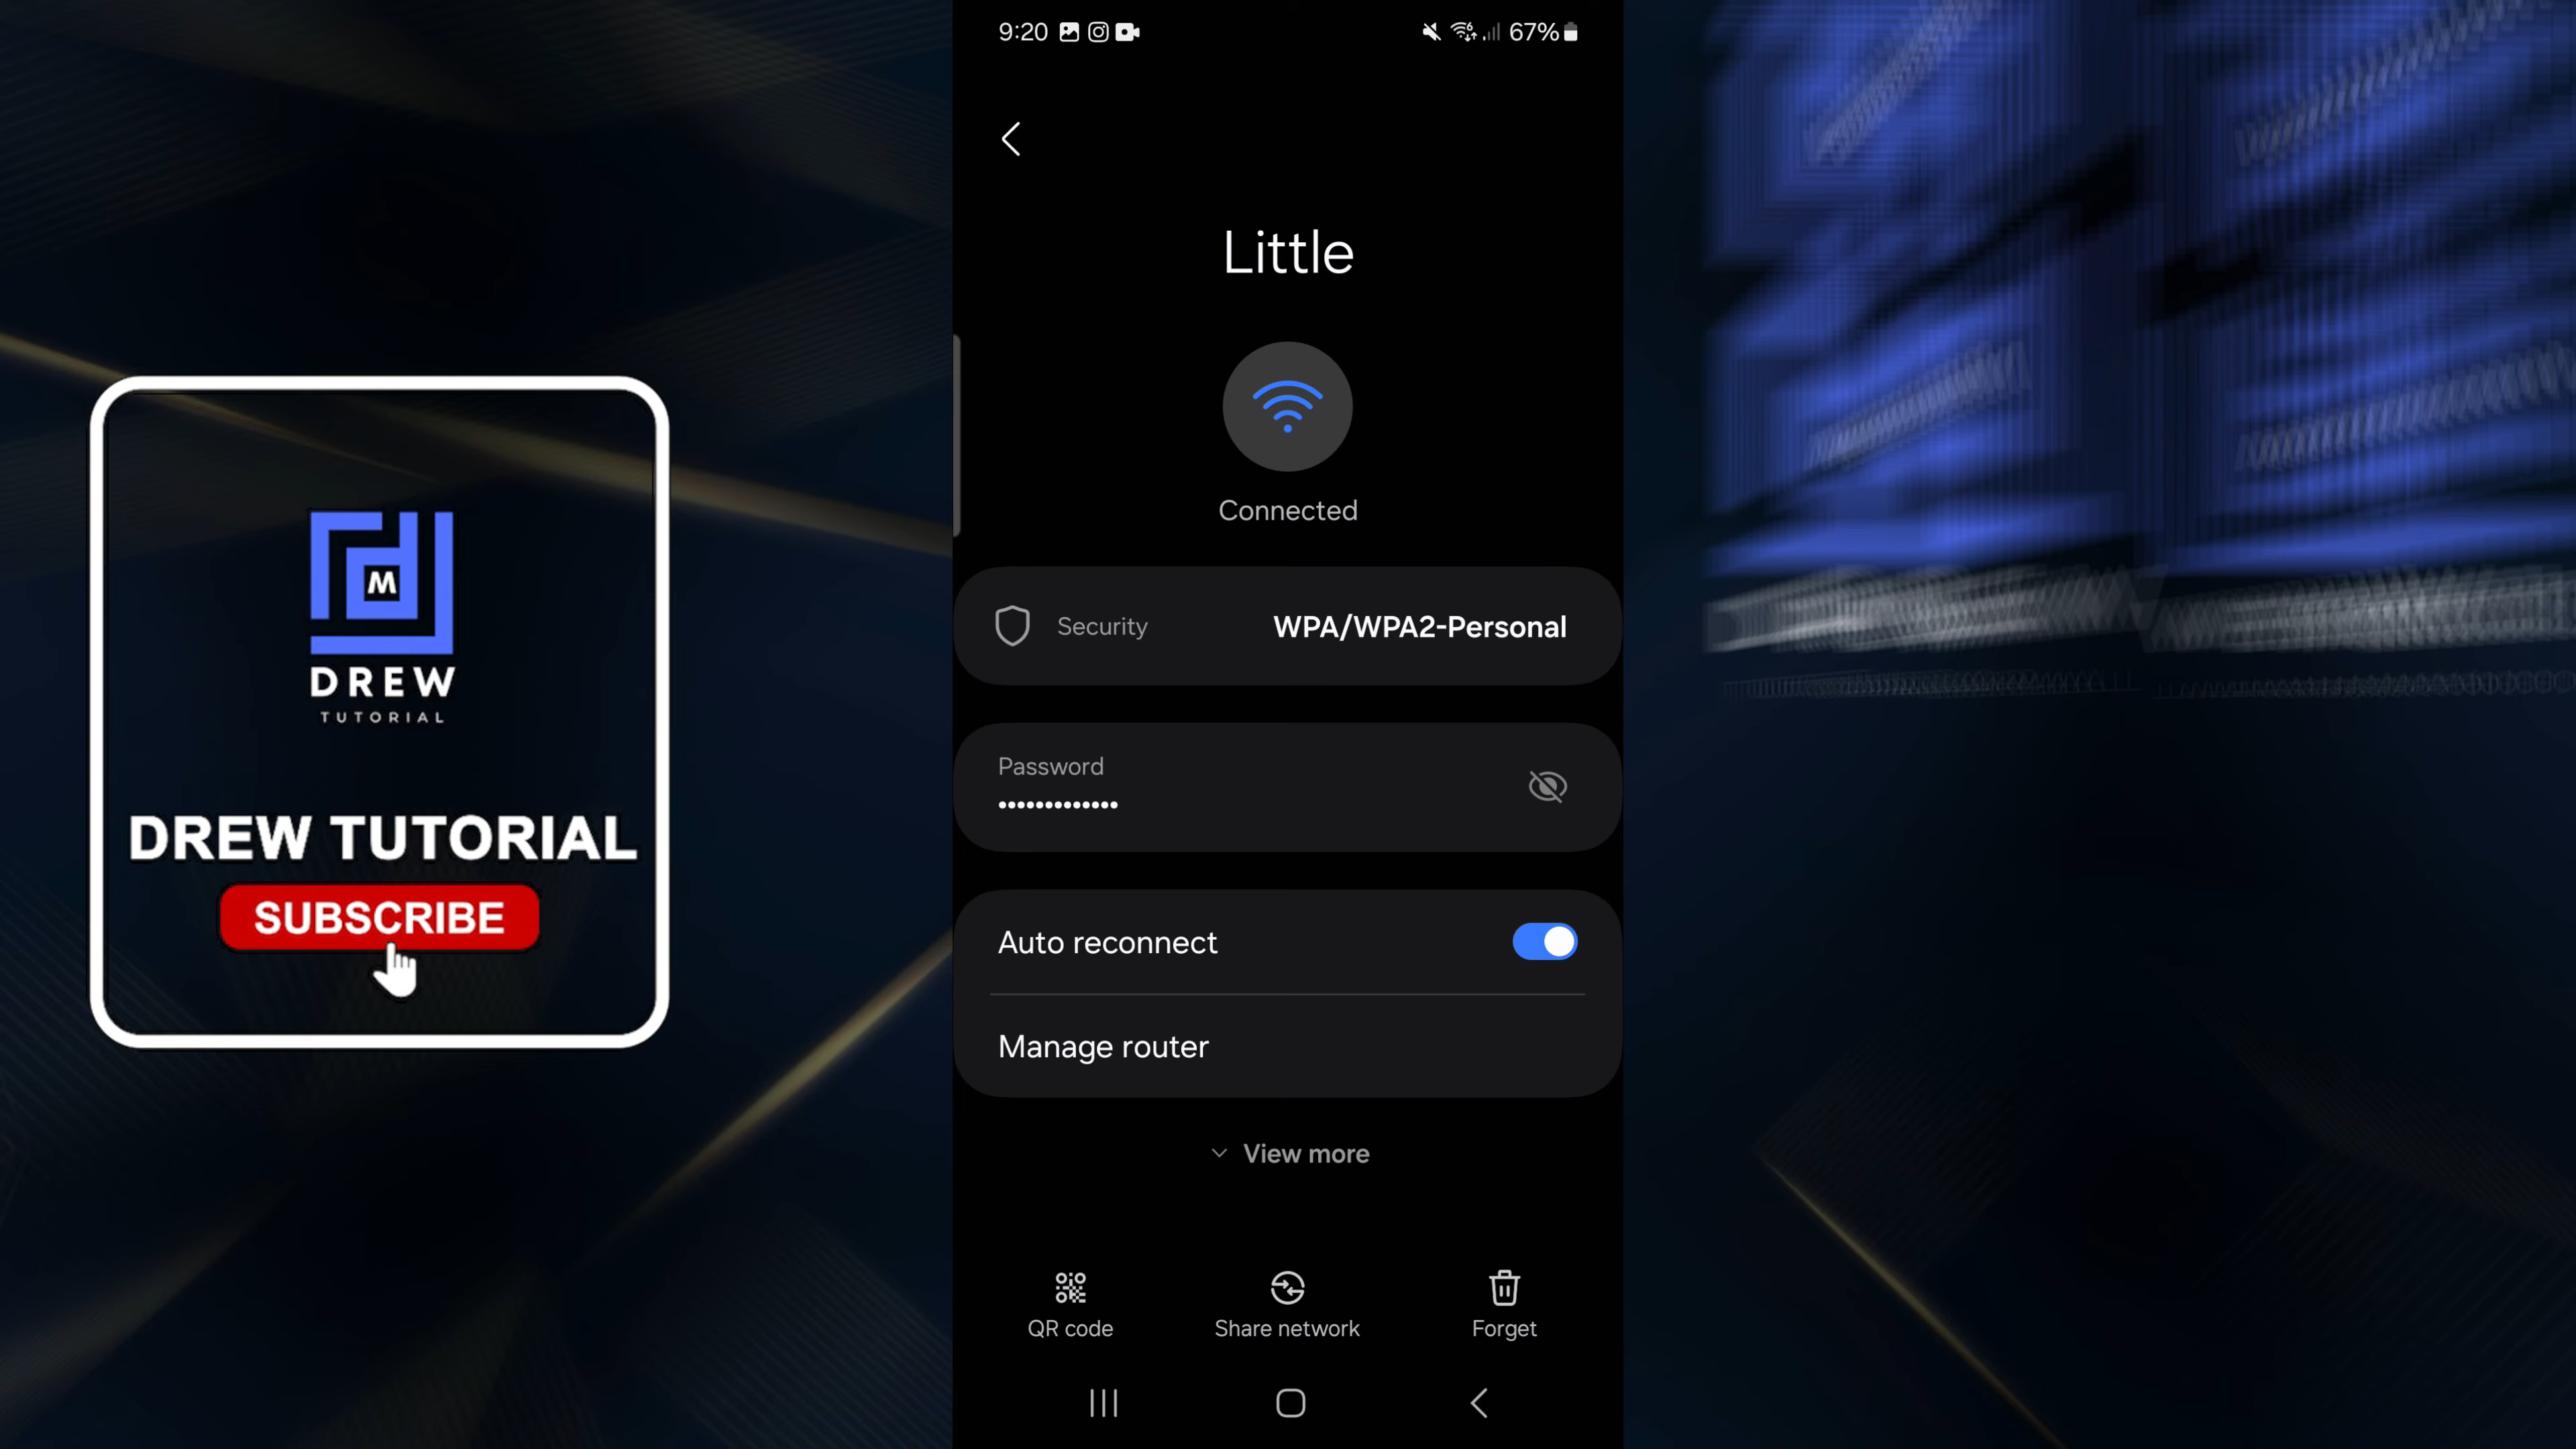 M
DREW
TUTORIAL
DREW TUTORIAL
SUBSCRIBE
9:20
67%
Little
Connected
Security
WPA/WPA2-Personal
Password
•••••••••••••
Auto reconnect
Manage router
View more
QR code
Share network
Forget